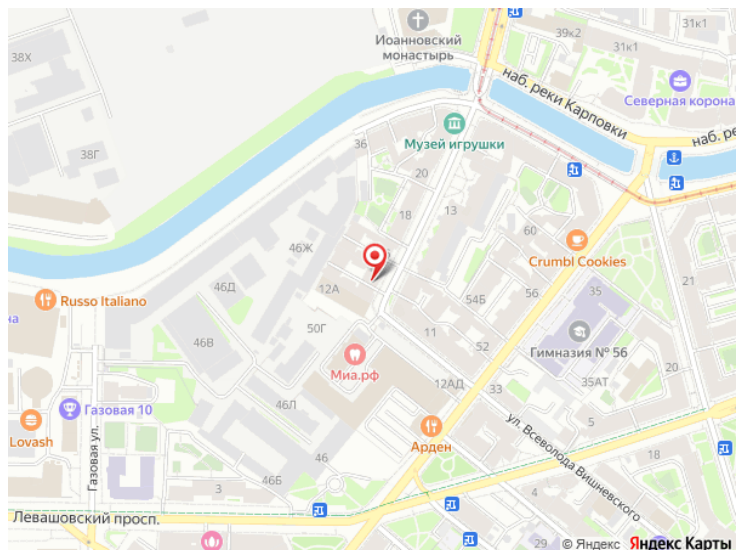 39к2
31к1
31к1
Иоанновский
монастырь
38Х
наб. реки Карповки
Северная корона
наб. ре
Музей игрушки
36
38Г
20
18
13
60
46Ж
Crumbl Cookies
21
Russo Italiano
46Д
12А
54Б
35
на
50Г
11
46В
52
Гимназия № 56
20
Миа.рф
12АД
33
35АТ
46Л
Газовая 10
5
Lovash
Арден
ул. Всеволода Вишневского
Газовая ул.
46
46Б
3
Левашовский просп.
29
© Яндекс Яндекс Карты